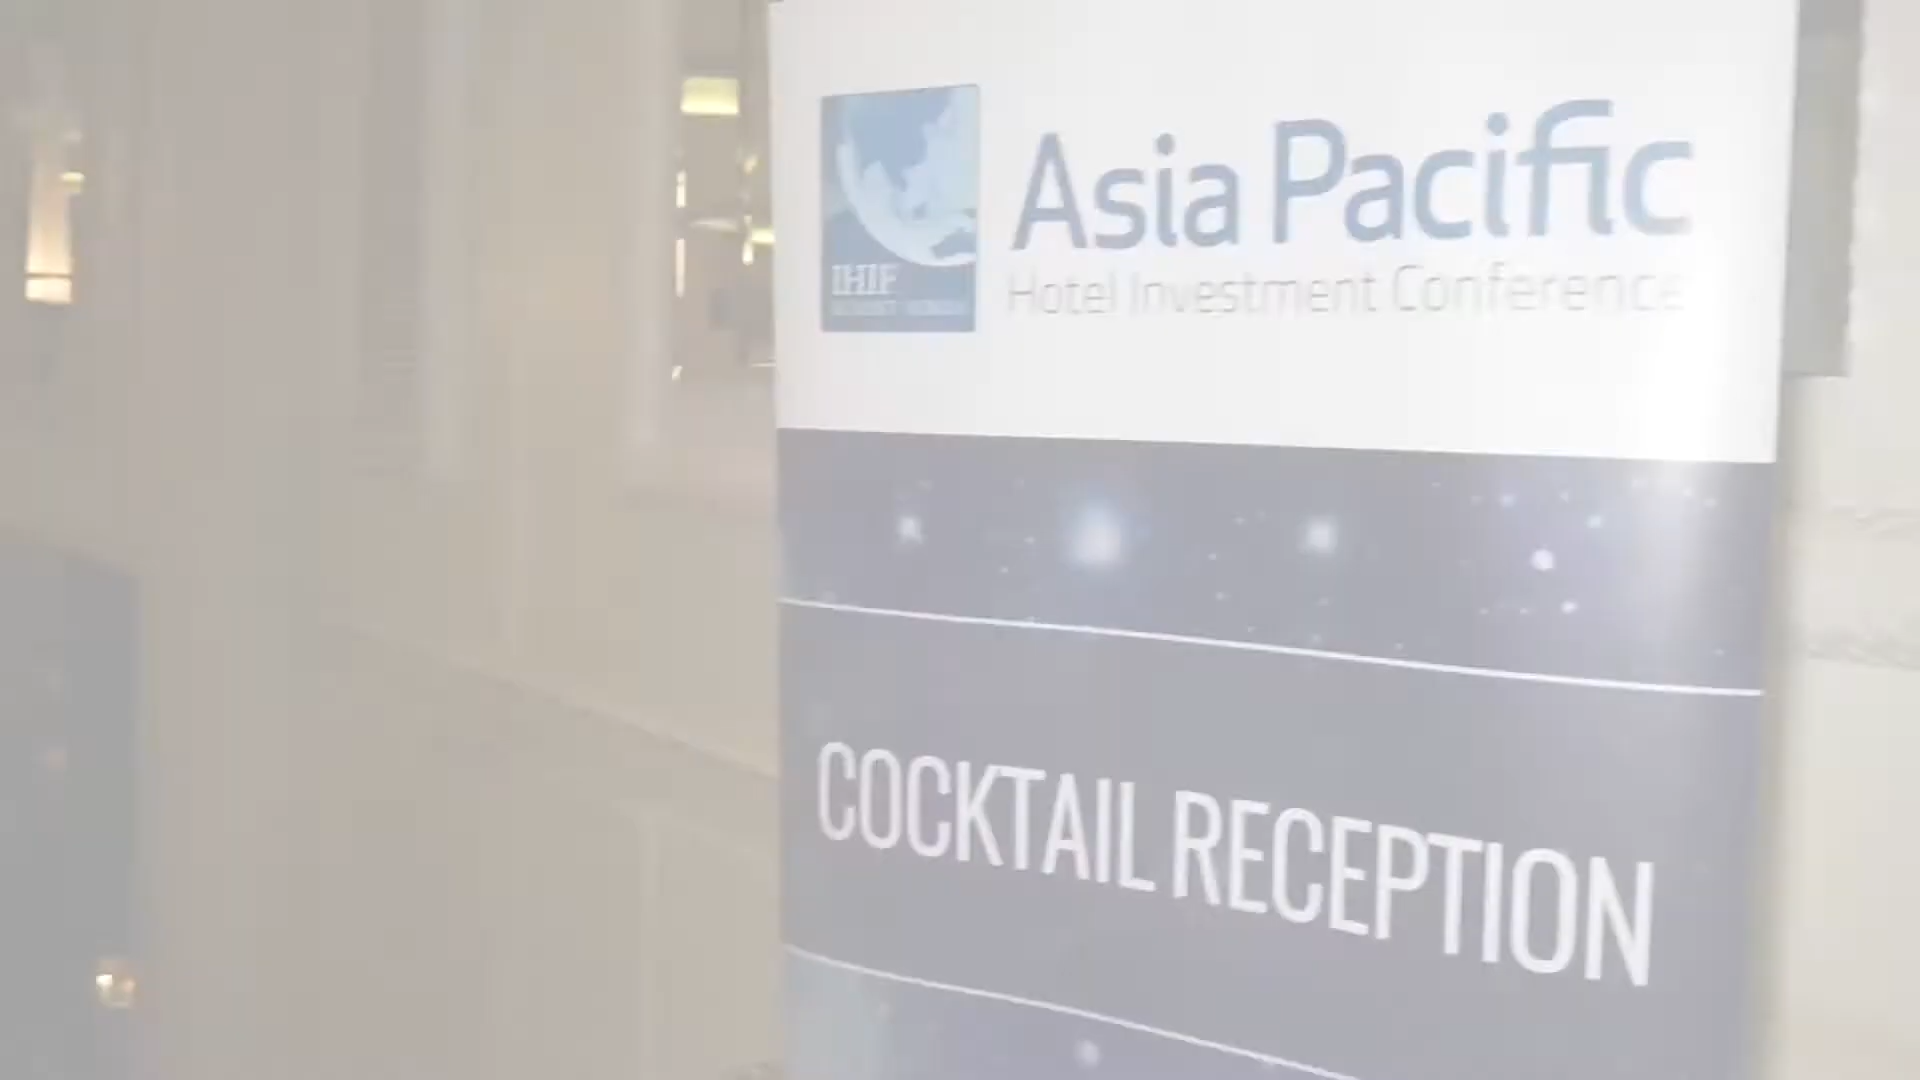 Asia Pacific
Hotel Investment Conference
IHIF
COCKTAIL RECEPTION